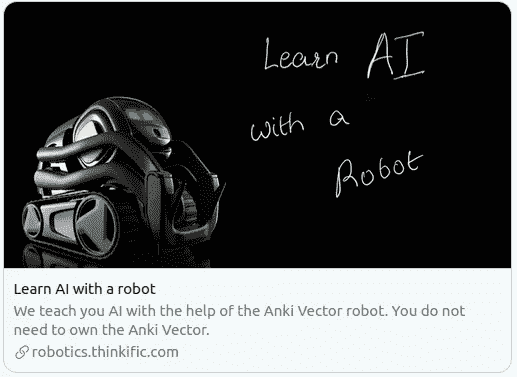 Learn AI
with a
Robot
Learn AI with a robot
We teach you AI with the help of the Anki Vector robot. You do not
need to own the Anki Vector.
robotics.thinkific.com